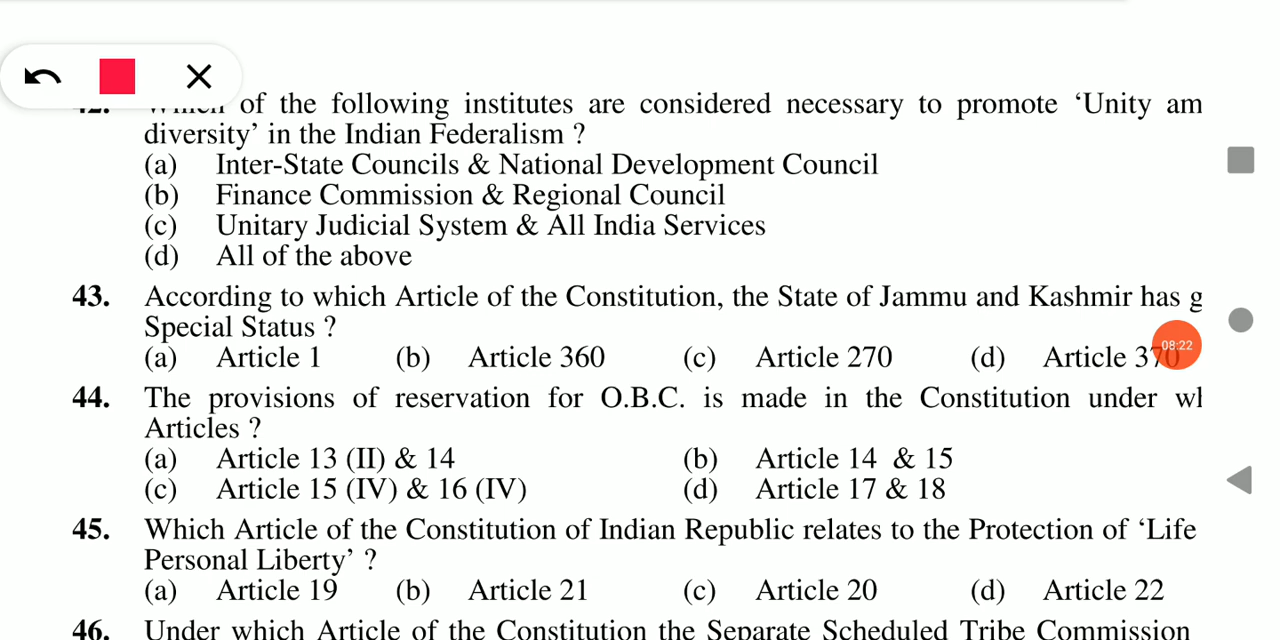 of the following institutes are considered necessary to promote ‘Unity am
diversity’ in the Indian Federalism ?
(a) Inter-State Councils & National Development Council
(b) Finance Commission & Regional Council
(c) Unitary Judicial System & All India Services
(d) All of the above
43. According to which Article of the Constitution, the State of Jammu and Kashmir has g
Special Status ?
(a) Article 1 (b) Article 360 (c) Article 270 (d) Article 370
08:22
44. The provisions of reservation for O.B.C. is made in the Constitution under wh
Articles ?
(a) Article 13 (II) & 14 (b) Article 14 & 15
(c) Article 15 (IV) & 16 (IV) (d) Article 17 & 18
45. Which Article of the Constitution of Indian Republic relates to the Protection of ‘Life
Personal Liberty’ ?
(a) Article 19 (b) Article 21 (c) Article 20 (d) Article 22
46. Under which Article of the Constitution the Separate Scheduled Tribe Commission